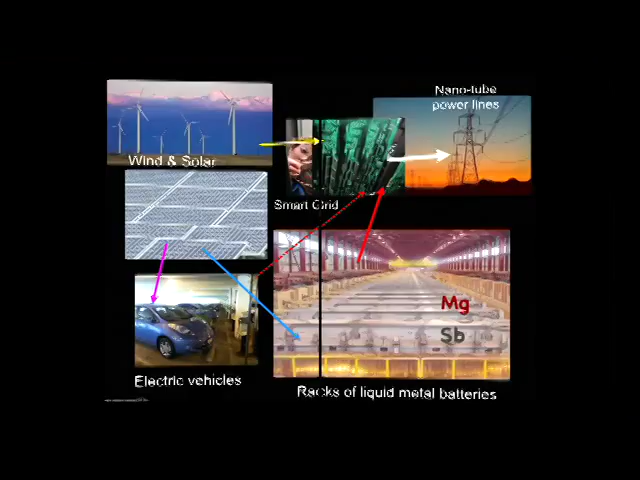 Nano-tube
power lines
Wind & Solar
Smart Grid
Mg
Sb
Electric vehicles
Racks of liquid metal batteries